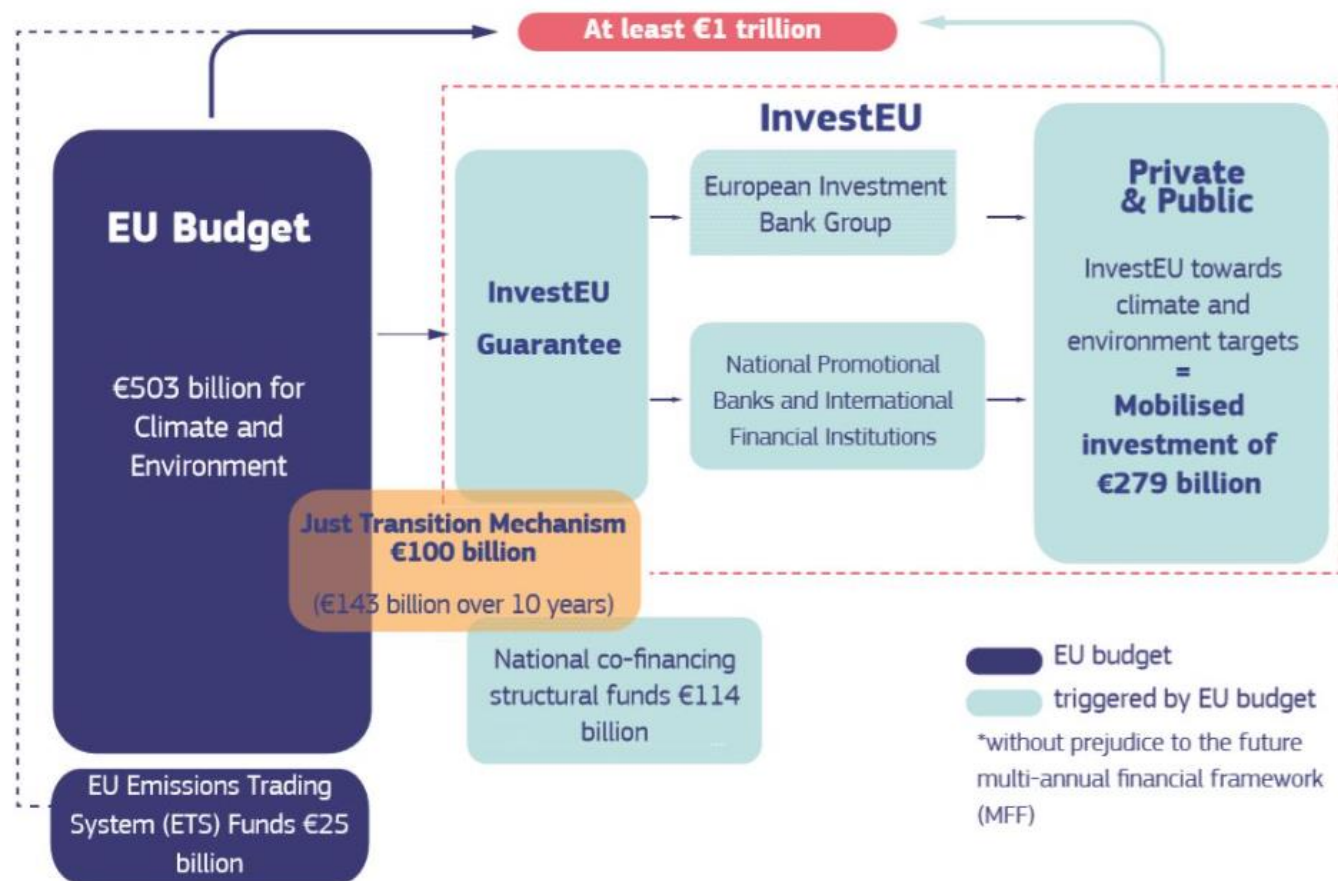 At least €1 trillion
InvestEU
EU Budget
€503 billion for
Climate and
Environment
InvestEU
Guarantee
European Investment
Bank Group
National Promotional
Banks and International
Financial Institutions
Private
& Public
InvestEU towards
climate and
environment targets
=
Mobilised
investment of
€279 billion
Just Transition Mechanism
€100 billion
(€143 billion over 10 years)
National co-financing
structural funds €114
billion
EU Emissions Trading
System (ETS) Funds €25
billion
EU budget
triggered by EU budget
*without prejudice to the future
multi-annual financial framework
(MFF)